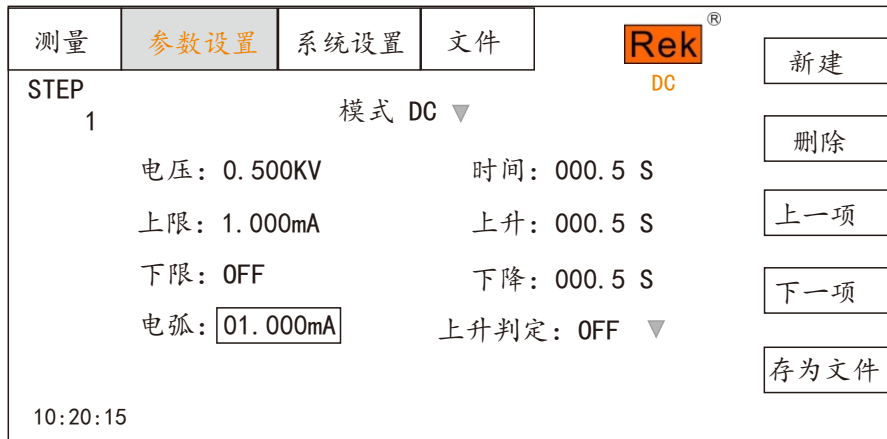 测量 参数设置 系统设置 文件 Rek ®
DC
新建
STEP
1
模式 DC ▼
删除
电压：0.500KV 时间：000.5 S
上限：1.000mA 上升：000.5 S
上一项
下限：OFF 下降：000.5 S
下一项
电弧：01.000mA 上升判定：OFF ▼
存为文件
10:20:15